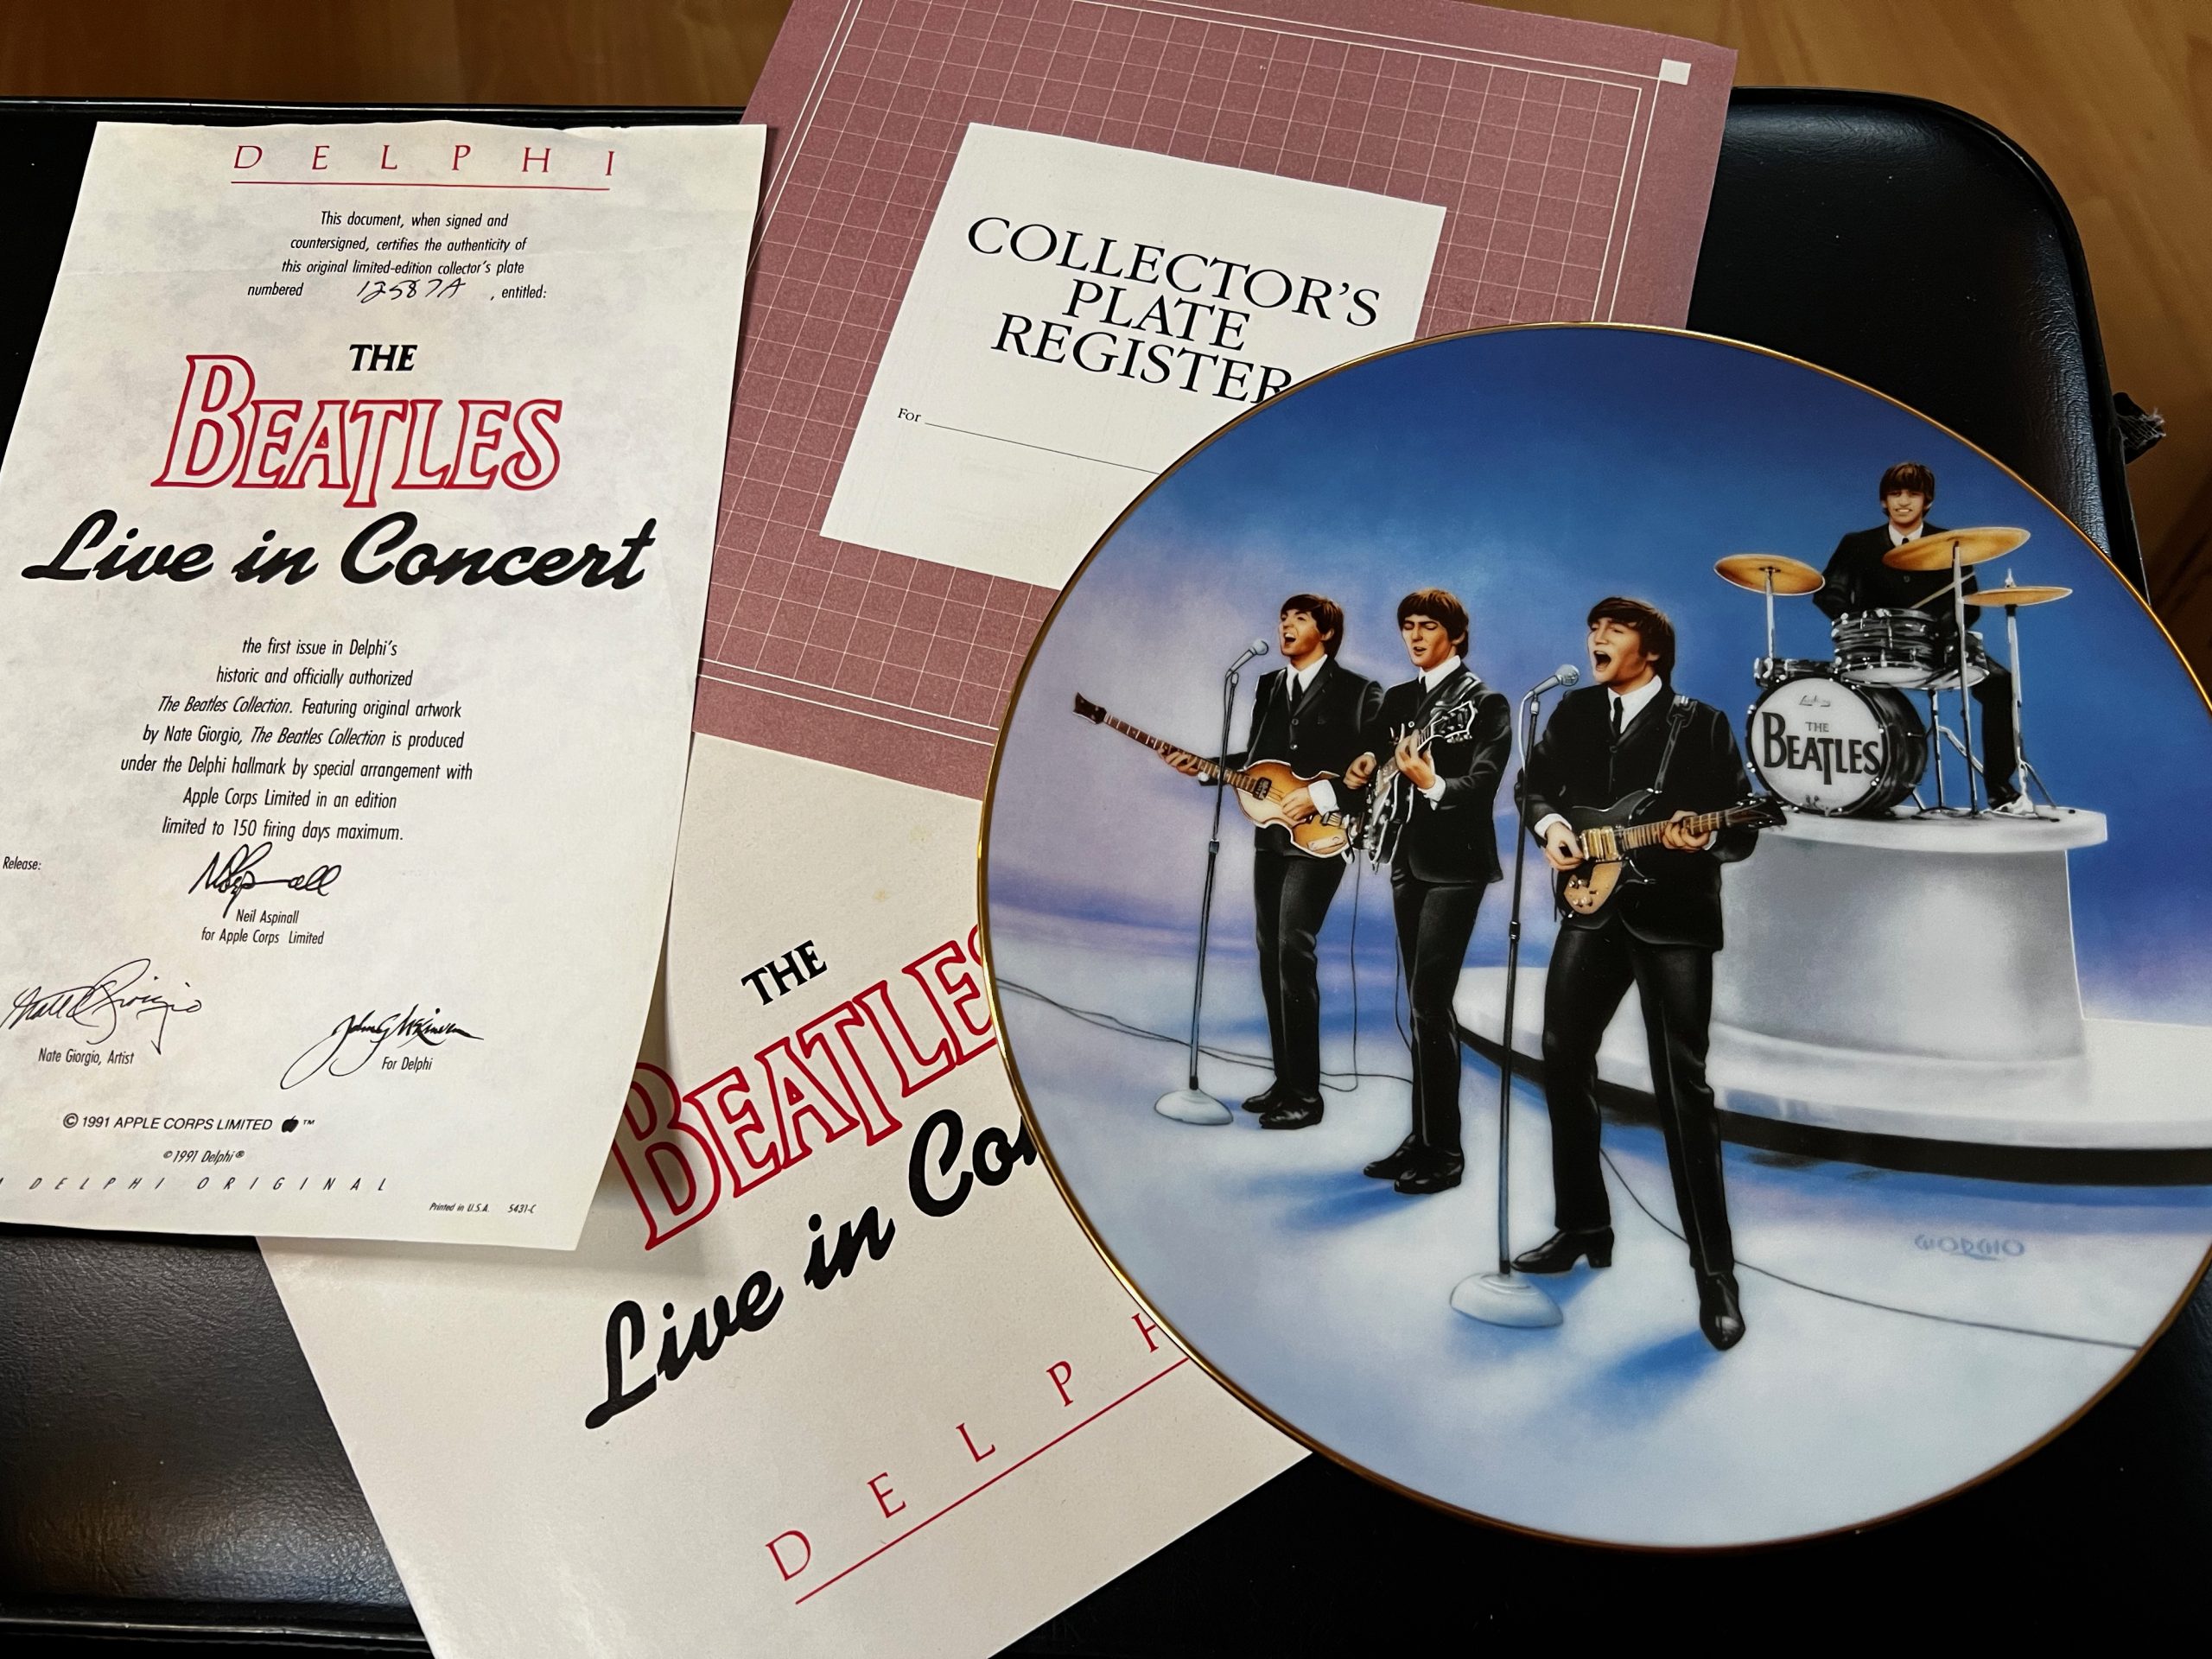 DELPHI
This document, when signed and
countersigned, certifies the authenticity of
this original limited-edition collector's plate
numbered 12587A, entitled:
THE
BEATLES
Live in Concert
the first issue in Delphi's
historic and officially authorized
The Beatles Collection. Featuring original artwork
by Nate Giorgio, The Beatles Collection is produced
under the Delphi hallmark by special arrangement with
Apple Corps Limited in an edition
limited to 150 firing days maximum.
Release:
Neil Aspinall
for Apple Corps Limited
Nate Giorgio
Nate Giorgio, Artist
For Delphi
© 1991 APPLE CORPS LIMITED ™
©1991 Delphi®
A DELPHI ORIGINAL
Printed in U.S.A. 5431-C
COLLECTOR'S
PLATE
REGISTER
For
THE
BEATLES
Live in Con
DELPH
Ludwig
THE
BEATLES
GIORGIO